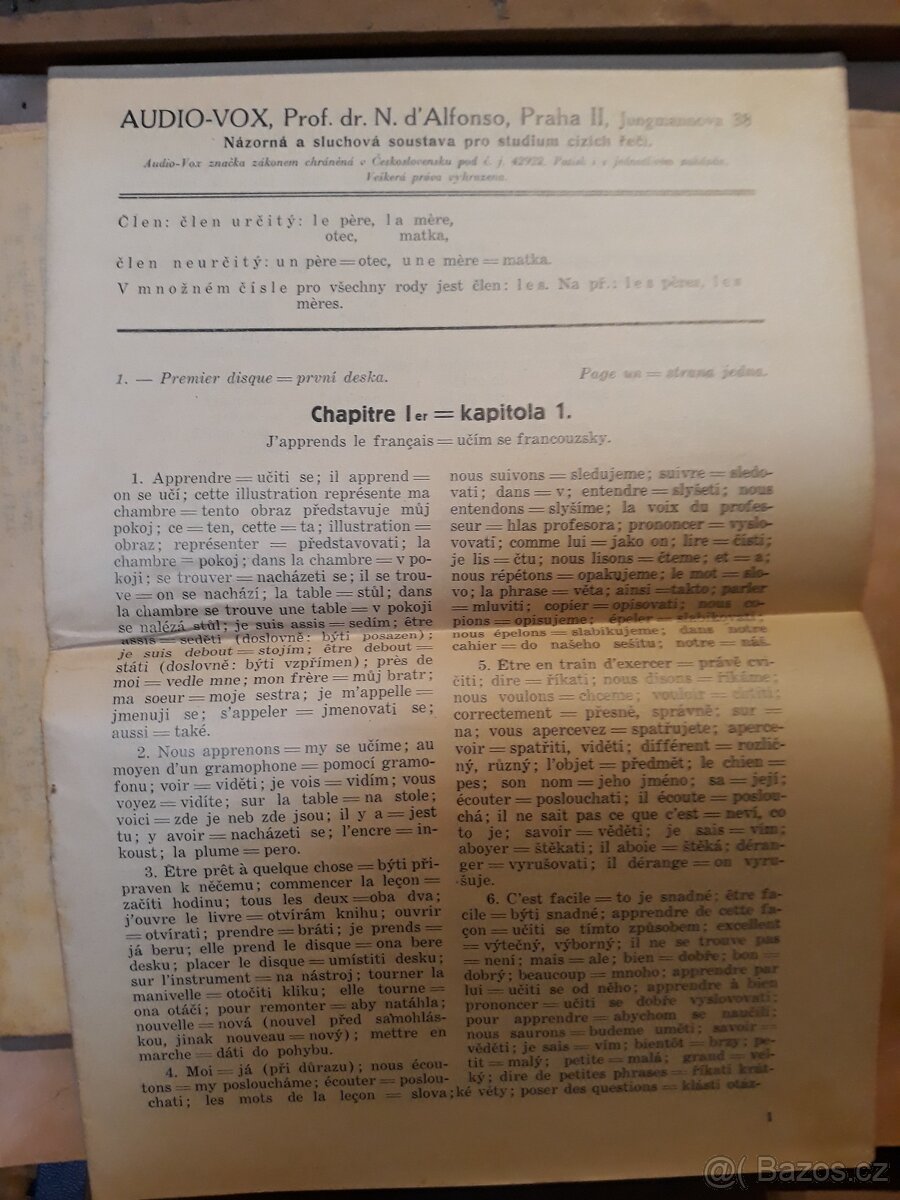 AUDIO-VOX, Prof. dr. N. d'Alfonso, Praha II, Jungmannova 38
Názorná a sluchová soustava pro studium cizích řečí.
Audio-Vox značka zákonem chráněná v Československu pod č. j. 42922. Patisk i v jednotlivém zakázán.
Veškerá práva vyhrazena.
Člen: člen určitý: le père, la mère,
otec, matka,
člen neurčitý: un père = otec, une mère = matka.
V množném čísle pro všechny rody jest člen: les. Na př.: les pères, les
mères.
1. — Premier disque = první deska.
Page un = strana jedna.
Chapitre Ier = kapitola 1.
J'apprends le français = učím se francouzsky.
1. Apprendre = učiti se; il apprend =
on se učí; cette illustration représente ma
chambre = tento obraz představuje můj
pokoj; ce = ten, cette = ta; illustration =
obraz; représenter = představovati; la
chambre = pokoj; dans la chambre = v po-
koji; se trouver = nacházeti se; il se trou-
ve = on se nachází; la table = stůl; dans
la chambre se trouve une table = v pokoji
se nalézá stůl; je suis assis = sedím; être
assis = seděti (doslovně: býti posazen);
je suis debout = stojím; être debout =
státi (doslovně: býti vzpřímen); près de
moi = vedle mne; mon frère = můj bratr;
ma soeur = moje sestra; je m'appelle =
jmenuji se; s'appeler = jmenovati se;
aussi = také.
2. Nous apprenons = my se učíme; au
moyen d'un gramophone = pomocí gramo-
fonu; voir = viděti; je vois = vidím; vous
voyez = vidíte; sur la table = na stole;
voici = zde je neb zde jsou; il y a = jest
tu; y avoir = nacházeti se; l'encre = in-
koust; la plume = pero.
3. Être prêt à quelque chose = býti při-
praven k něčemu; commencer la leçon =
začíti hodinu; tous les deux = oba dva;
j'ouvre le livre = otvírám knihu; ouvrir
= otvírati; prendre = bráti; je prends =
já beru; elle prend le disque = ona bere
desku; placer le disque = umístiti desku;
sur l'instrument = na nástroj; tourner la
manivelle = otočiti kliku; elle tourne =
ona otáčí; pour remonter = aby natáhla;
nouvelle = nová (nouvel před samohlás-
kou, jinak nouveau = nový); mettre en
marche = dáti do pohybu.
4. Moi = já (při důrazu); nous écou-
tons = my posloucháme; écouter = poslou-
chati; les mots de la leçon = slova;
nous suivons = sledujeme; suivre = sledo-
vati; dans = v; entendre = slyšeti; nous
entendons = slyšíme; la voix du profes-
seur = hlas profesora; prononcer = vyslo-
vovati; comme lui = jako on; lire = čísti;
je lis = čtu; nous lisons = čteme; et = a;
nous répétons = opakujeme; le mot = slo-
vo; la phrase = věta; ainsi = takto; parler
= mluviti; copier = opisovati; nous co-
pions = opisujeme; épeler = slabikovati;
nous épelons = slabikujeme; dans notre
cahier = do našeho sešitu; notre = náš.
5. Être en train d'exercer = právě cvi-
čiti; dire = říkati; nous disons = říkáme;
nous voulons = chceme; vouloir = chtíti;
correctement = přesně, správně; sur =
na; vous apercevez = spatřujete; aperce-
voir = spatřiti, viděti; différent = rozlič-
ný, různý; l'objet = předmět; le chien =
pes; son nom = jeho jméno; sa = její;
écouter = poslouchati; il écoute = poslou-
chá; il ne sait pas ce que c'est = neví, co
to je; savoir = věděti; je sais = vím;
aboyer = štěkati; il aboie = štěká; déran-
ger = vyrušovati; il dérange = on vyru-
šuje.
6. C'est facile = to je snadné; être fa-
cile = býti snadné; apprendre de cette fa-
çon = učiti se tímto způsobem; excellent
= výtečný, výborný; il ne se trouve pas
= není; mais = ale; bien = dobře; bon =
dobrý; beaucoup = mnoho; apprendre par
lui = učiti se od něho; apprendre à bien
prononcer = učiti se dobře vyslovovati;
pour apprendre = abychom se naučili;
nous saurons = budeme uměti; savoir =
věděti; je sais = vím; bientôt = brzy; pe-
tit = malý; petite = malá; grand = vel-
ký; dire de petites phrases = říkati krát-
ké věty; poser des questions = klásti otáz-
1
@( Bazos.cz